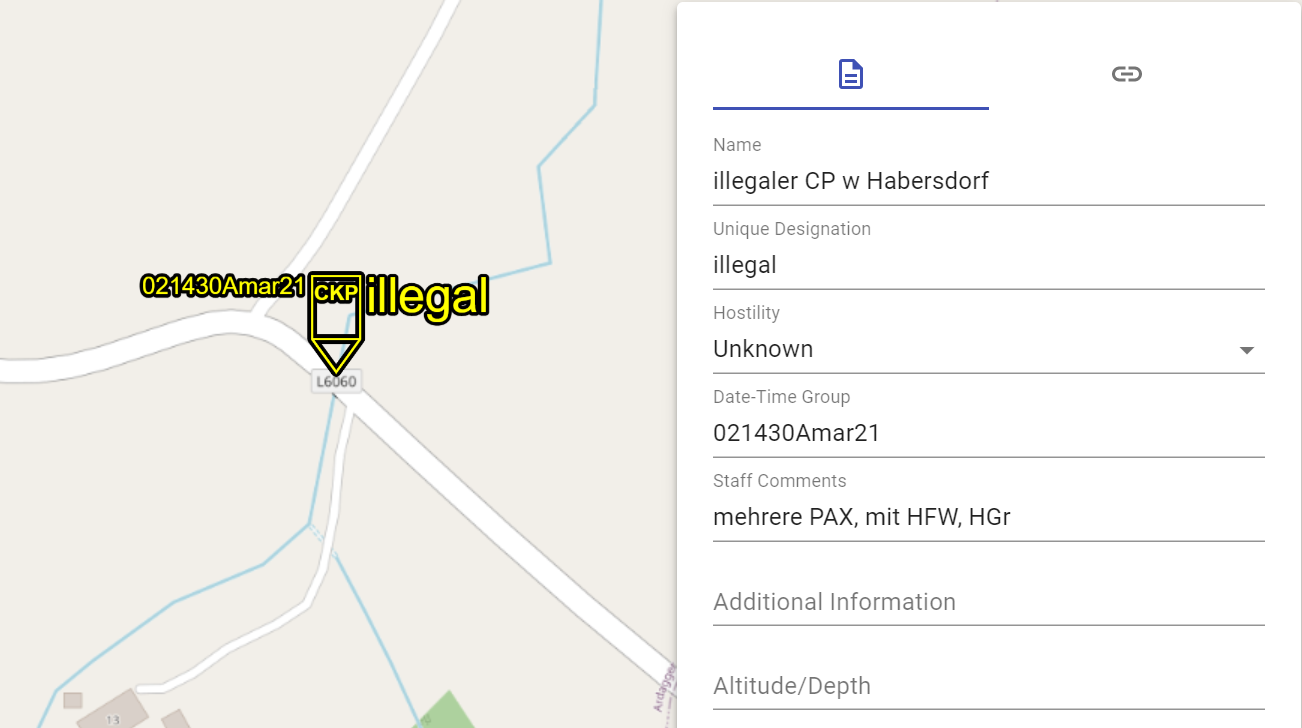 021430Amar21
CKP
illegal
L6060
13
Ardagger
Name
illegaler CP w Habersdorf
Unique Designation
illegal
Hostility
Unknown
Date-Time Group
021430Amar21
Staff Comments
mehrere PAX, mit HFW, HGr
Additional Information
Altitude/Depth